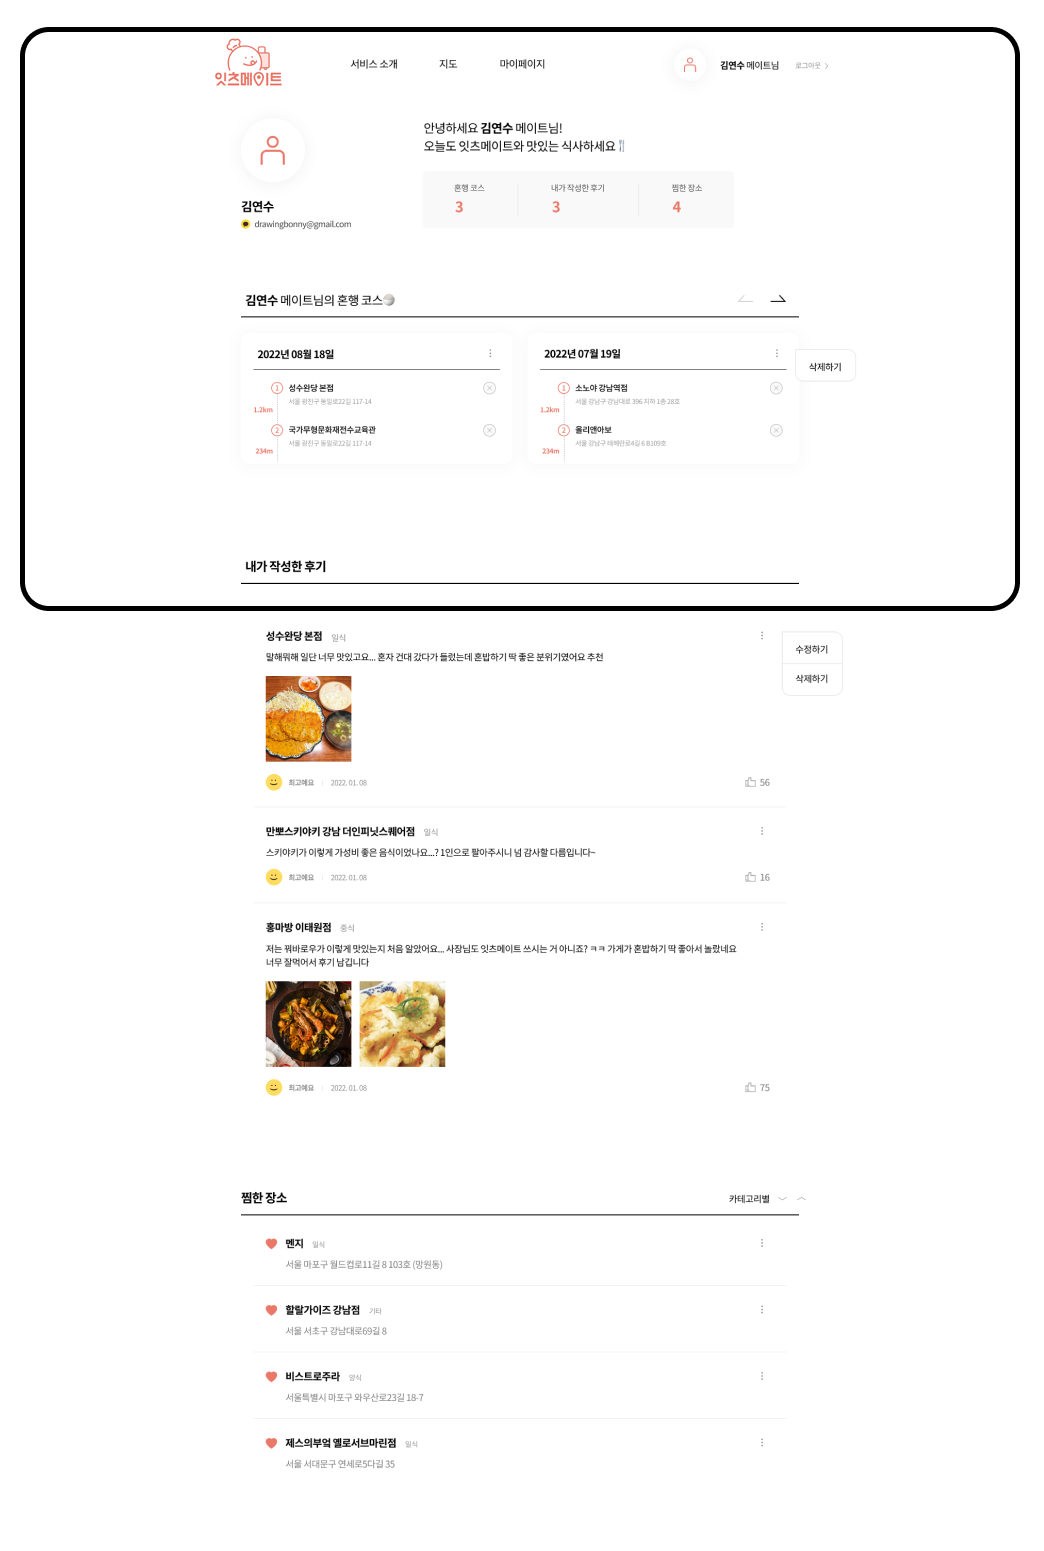 잇츠메이트
서비스 소개
지도
마이페이지
김연수 메이트님
로그아웃
안녕하세요 김연수 메이트님!
오늘도 잇츠메이트와 맛있는 식사하세요
혼행 코스
내가 작성한 후기
찜한 장소
3
3
4
김연수
drawingbonny@gmail.com
김연수 메이트님의 혼행 코스
2022년 08월 18일
1
성수완당 본점
서울 광진구 동일로22길 117-14
1.2km
2
국가무형문화재전수교육관
서울 광진구 동일로22길 117-14
234m
2022년 07월 19일
1
소노야 강남역점
서울 강남구 강남대로 396 지하 1층 28호
1.2km
2
올리앤아보
서울 강남구 테헤란로4길 6 B109호
234m
삭제하기
내가 작성한 후기
성수완당 본점 일식
말해뭐해 일단 너무 맛있고요... 혼자 건대 갔다가 들렀는데 혼밥하기 딱 좋은 분위기였어요 추천
최고예요 2022. 01. 08
56
수정하기
삭제하기
만뽀스키야키 강남 더인피닛스퀘어점 일식
스키야키가 이렇게 가성비 좋은 음식이었나요...? 1인으로 팔아주시니 넘 감사할 다름입니다~
최고예요 2022. 01. 08
16
홍마방 이태원점 중식
저는 꿔바로우가 이렇게 맛있는지 처음 알았어요... 사장님도 잇츠메이트 쓰시는 거 아니죠? ㅋㅋ 가게가 혼밥하기 딱 좋아서 놀랐네요
너무 잘먹어서 후기 남깁니다
최고예요 2022. 01. 08
75
찜한 장소
카테고리별
멘지 일식
서울 마포구 월드컵로11길 8 103호 (망원동)
할랄가이즈 강남점 기타
서울 서초구 강남대로69길 8
비스트로주라 양식
서울특별시 마포구 와우산로23길 18-7
제스의부엌 옐로서브마린점 일식
서울 서대문구 연세로5다길 35